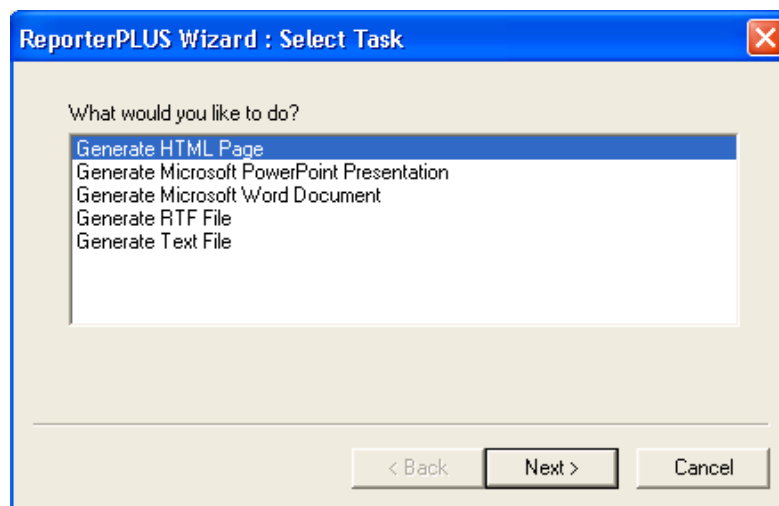 ReporterPLUS Wizard : Select Task
What would you like to do?
Generate HTML Page
Generate Microsoft PowerPoint Presentation
Generate Microsoft Word Document
Generate RTF File
Generate Text File
< Back Next > Cancel